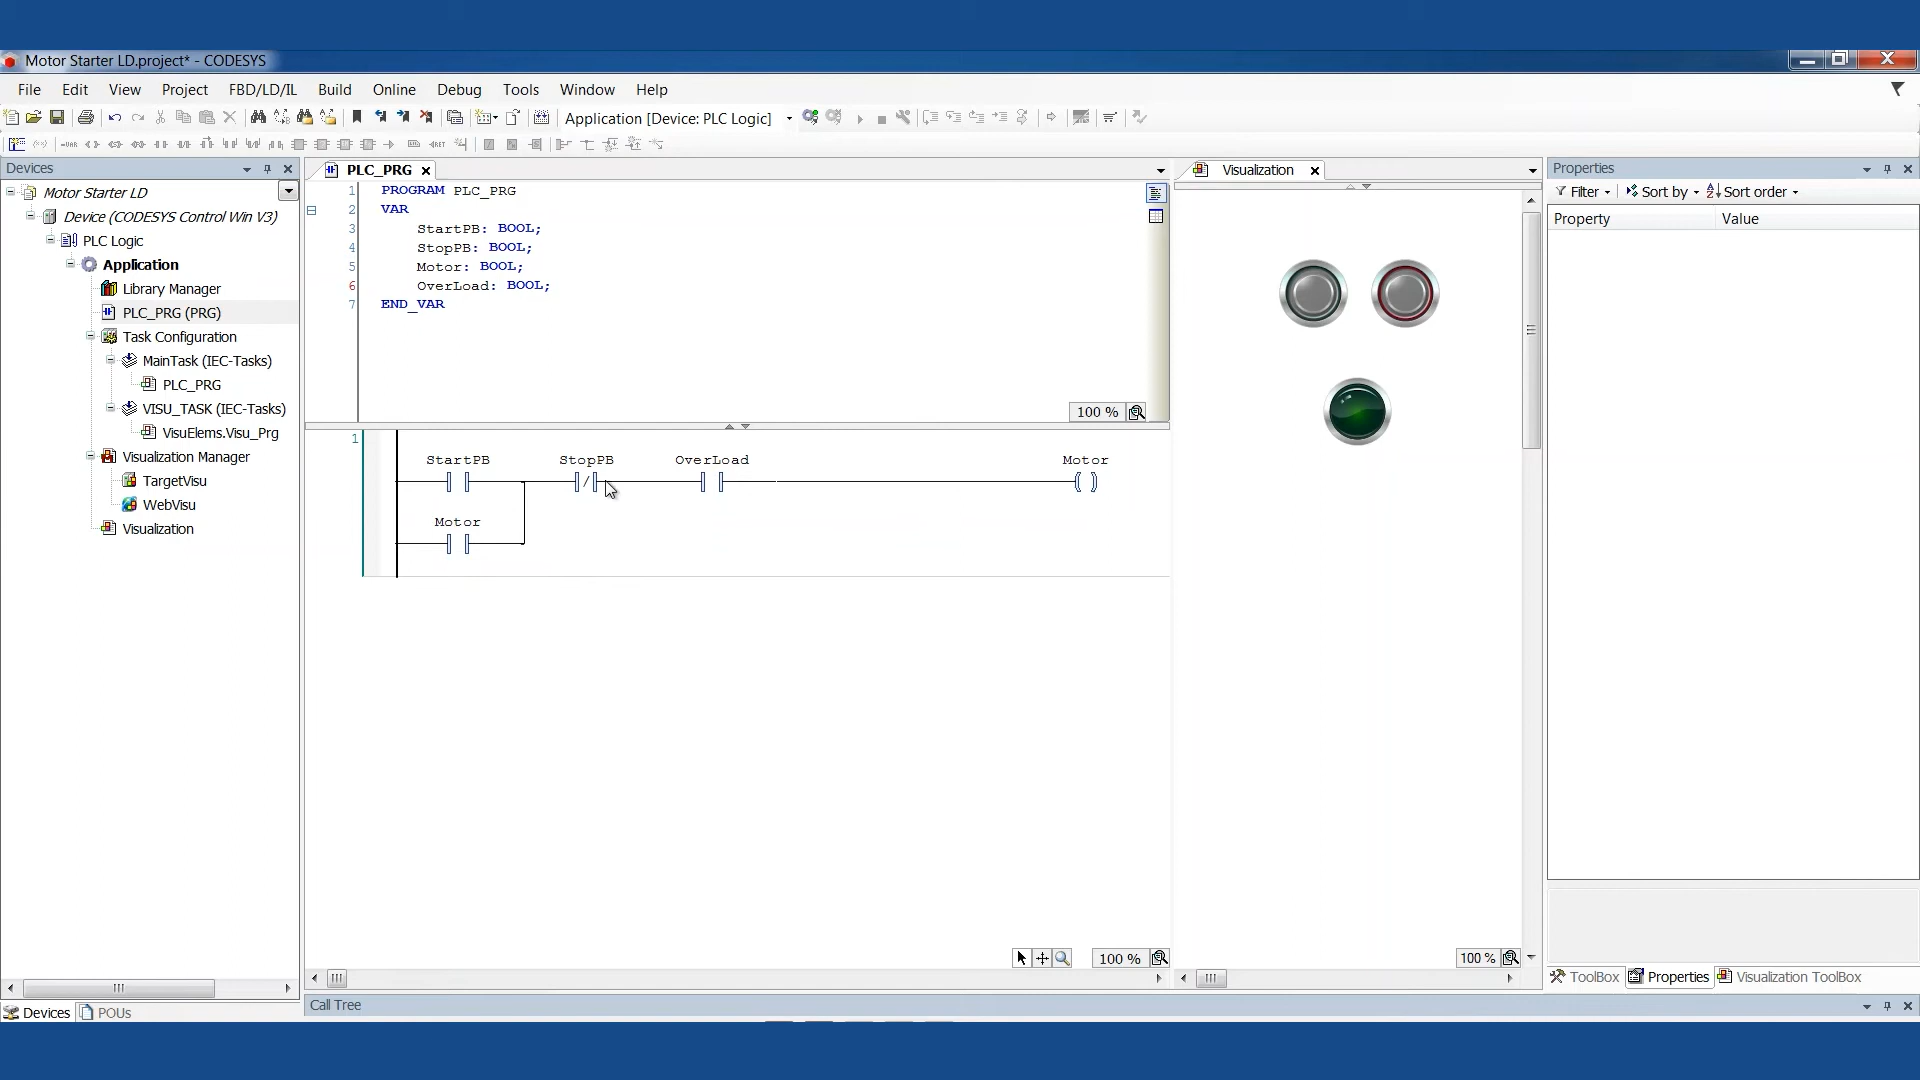 Motor Starter LD.project* - CODESYS
File Edit View Project FBD/LD/IL Build Online Debug Tools Window Help
Application [Device: PLC Logic]
Devices
Motor Starter LD
Device (CODESYS Control Win V3)
PLC Logic
Application
Library Manager
PLC_PRG (PRG)
Task Configuration
MainTask (IEC-Tasks)
PLC_PRG
VISU_TASK (IEC-Tasks)
VisuElems.Visu_Prg
Visualization Manager
TargetVisu
WebVisu
Visualization
Devices POUs
PLC_PRG
1 PROGRAM PLC_PRG
2 VAR
3 StartPB: BOOL;
4 StopPB: BOOL;
5 Motor: BOOL;
6 OverLoad: BOOL;
7 END_VAR
100 %
1
StartPB StopPB OverLoad Motor
Motor
100 %
Call Tree
Visualization
100 %
Properties
Filter Sort by Sort order
Property Value
ToolBox Properties Visualization ToolBox